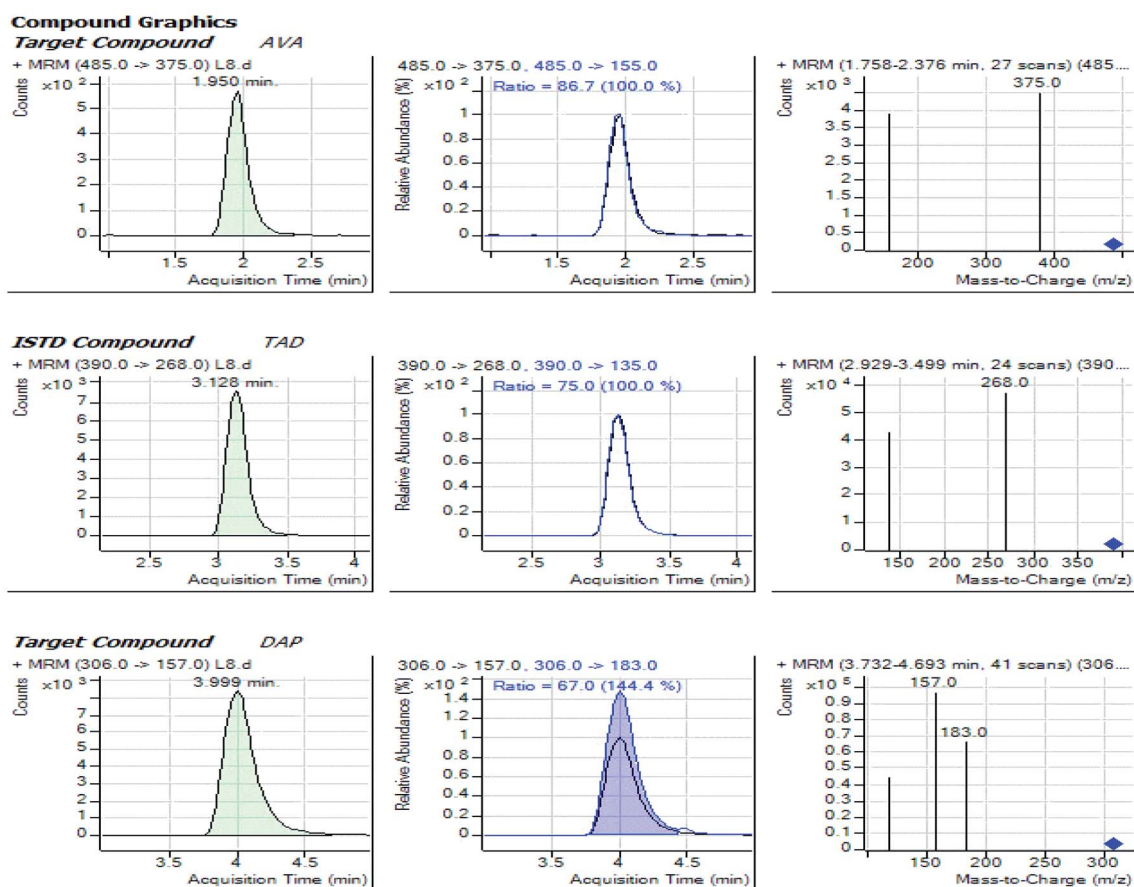 Compound Graphics
Target Compound AVA
+ MRM (485.0 -> 375.0) L8.d
x10 2
1.950 min.
Counts
5
4
3
2
1
0
1.5 2 2.5
Acquisition Time (min)
485.0 -> 375.0, 485.0 -> 155.0
x10 2
Ratio = 86.7 (100.0 %)
Relative Abundance (%)
1
0.8
0.6
0.4
0.2
0
1.5 2 2.5
Acquisition Time (min)
+ MRM (1.758-2.376 min, 27 scans) (485....
x10 3
375.0
Counts
4.5
4
3.5
3
2.5
2
1.5
1
0.5
0
200 300 400
Mass-to-Charge (m/z)
ISTD Compound TAD
+ MRM (390.0 -> 268.0) L8.d
x10 3
3.128 min.
Counts
7
6
5
4
3
2
1
0
2.5 3 3.5 4
Acquisition Time (min)
390.0 -> 268.0, 390.0 -> 135.0
x10 2
Ratio = 75.0 (100.0 %)
Relative Abundance (%)
1
0.8
0.6
0.4
0.2
0
2.5 3 3.5 4
Acquisition Time (min)
+ MRM (2.929-3.499 min, 24 scans) (390....
x10 4
268.0
Counts
5
4
3
2
1
0
150 200 250 300 350
Mass-to-Charge (m/z)
Target Compound DAP
+ MRM (306.0 -> 157.0) L8.d
x10 3
3.999 min.
Counts
7
6
5
4
3
2
1
0
3.5 4 4.5
Acquisition Time (min)
306.0 -> 157.0, 306.0 -> 183.0
x10 2
Ratio = 67.0 (144.4 %)
Relative Abundance (%)
1.4
1.2
1
0.8
0.6
0.4
0.2
0
3.5 4 4.5
Acquisition Time (min)
+ MRM (3.732-4.693 min, 41 scans) (306....
x10 5
157.0
183.0
Counts
0.9
0.8
0.7
0.6
0.5
0.4
0.3
0.2
0.1
0
150 200 250 300
Mass-to-Charge (m/z)